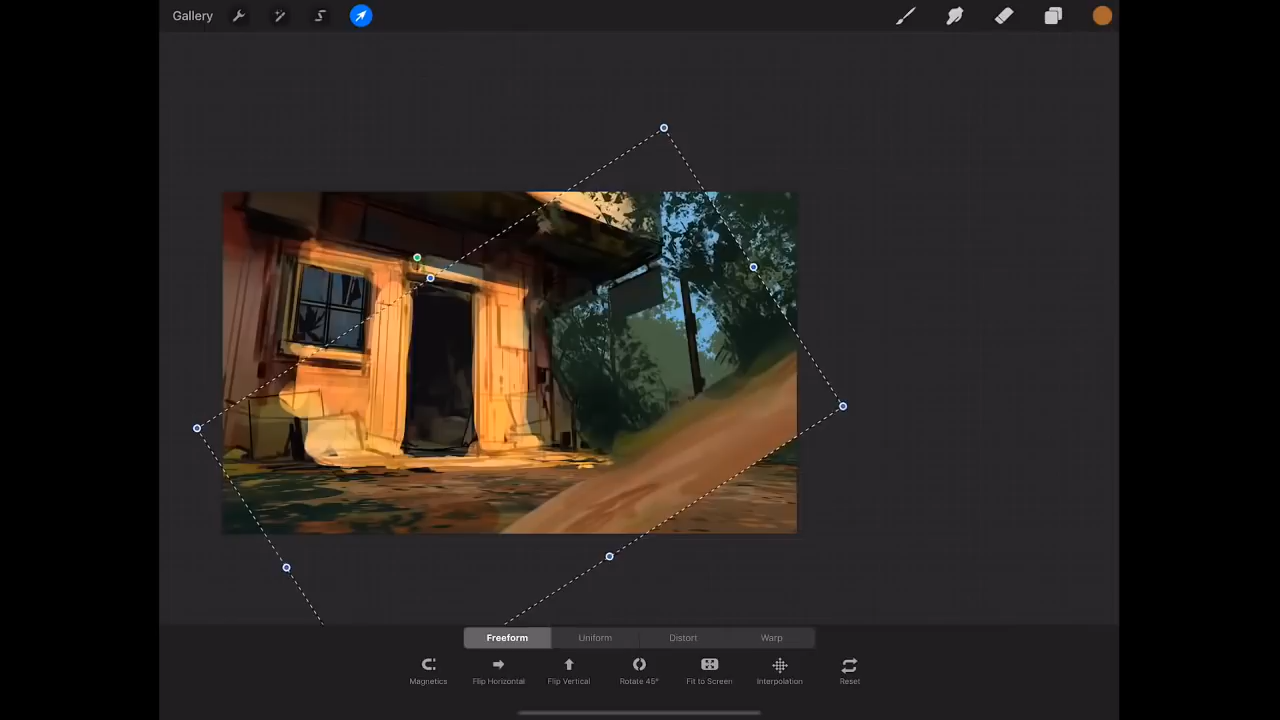 Gallery
Freeform Uniform Distort Warp
Magnetics Flip Horizontal Flip Vertical Rotate 45° Fit to Screen Interpolation Reset